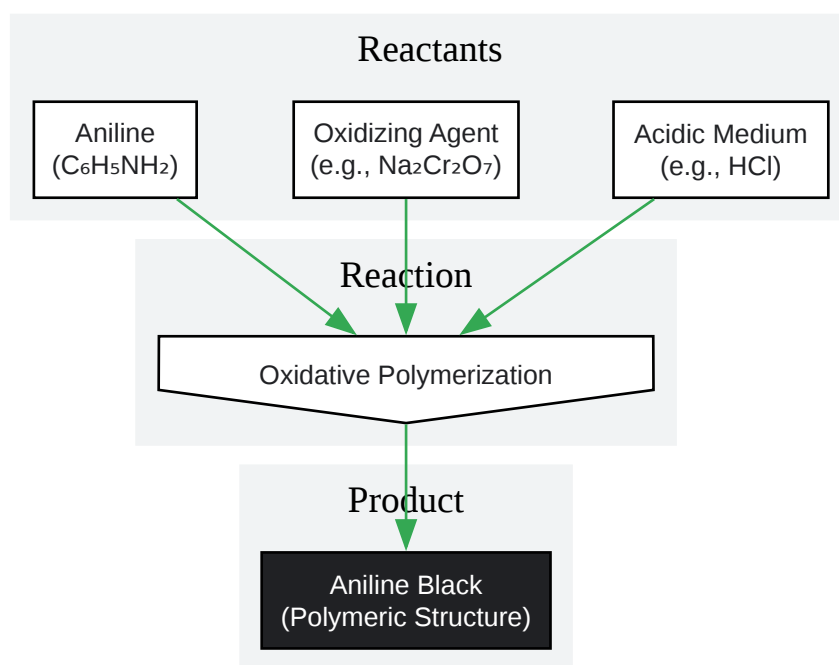 Reactants
Aniline
(C₆H₅NH₂)
Oxidizing Agent
(e.g., Na₂Cr₂O₇)
Acidic Medium
(e.g., HCl)
Reaction
Oxidative Polymerization
Product
Aniline Black
(Polymeric Structure)